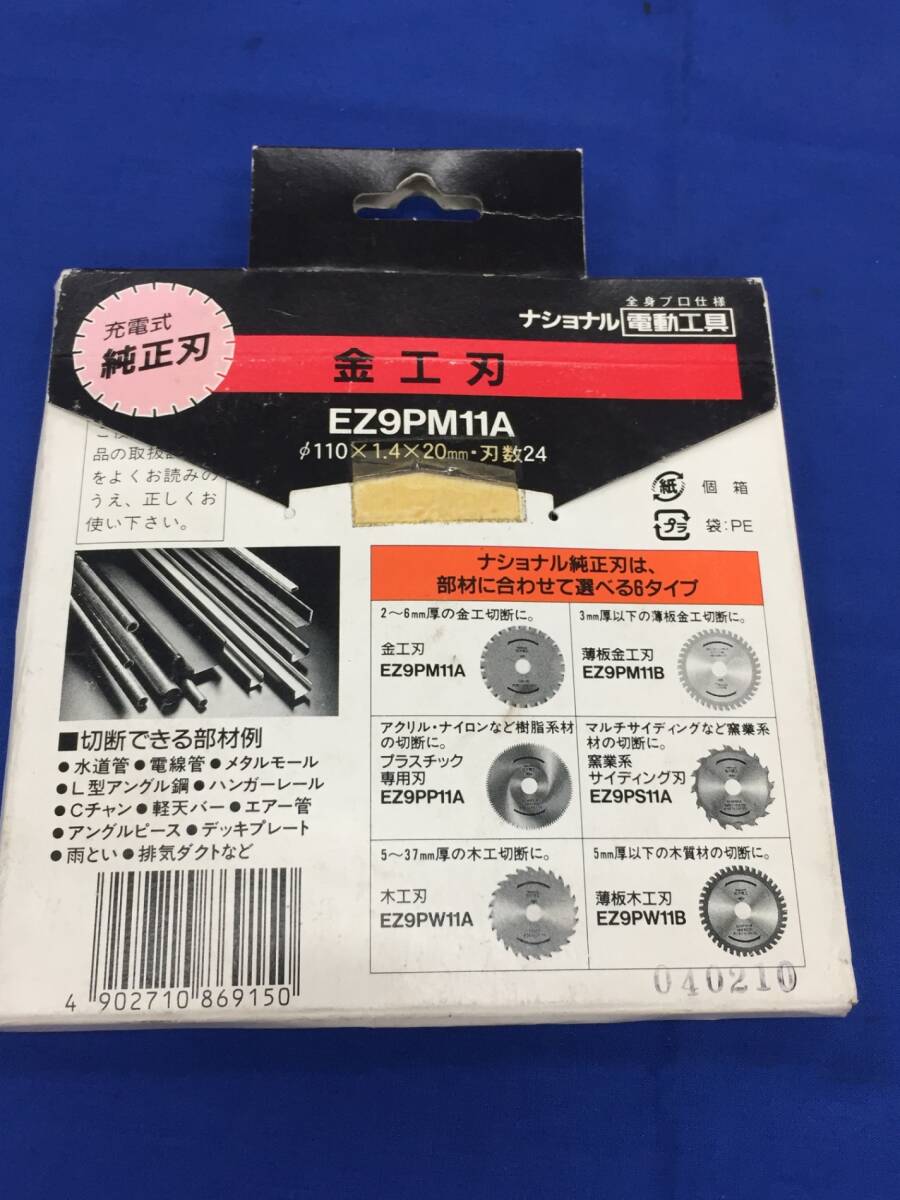 充電式
純正刃
全身プロ仕様
ナショナル 電動工具
金工刃
EZ9PM11A
φ110×1.4×20mm・刃数24
品の取扱
をよくお読みの
うえ、正しくお
使い下さい。
紙 個箱
プラ 袋:PE
ナショナル純正刃は、
部材に合わせて選べる6タイプ
2〜6mm厚の金工切断に。
金工刃
EZ9PM11A
3mm厚以下の薄板金工切断に。
薄板金工刃
EZ9PM11B
アクリル・ナイロンなど樹脂系材
の切断に。
プラスチック
専用刃
EZ9PP11A
マルチサイディングなど窯業系
材の切断に。
窯業系
サイディング刃
EZ9PS11A
5〜37mm厚の木工切断に。
木工刃
EZ9PW11A
5mm厚以下の木質材の切断に。
薄板木工刃
EZ9PW11B
■切断できる部材例
●水道管●電線管●メタルモール
●L型アングル鋼●ハンガーレール
●Cチャン●軽天バー●エアー管
●アングルピース●デッキプレート
●雨とい●排気ダクトなど
4 902710 869150
040210